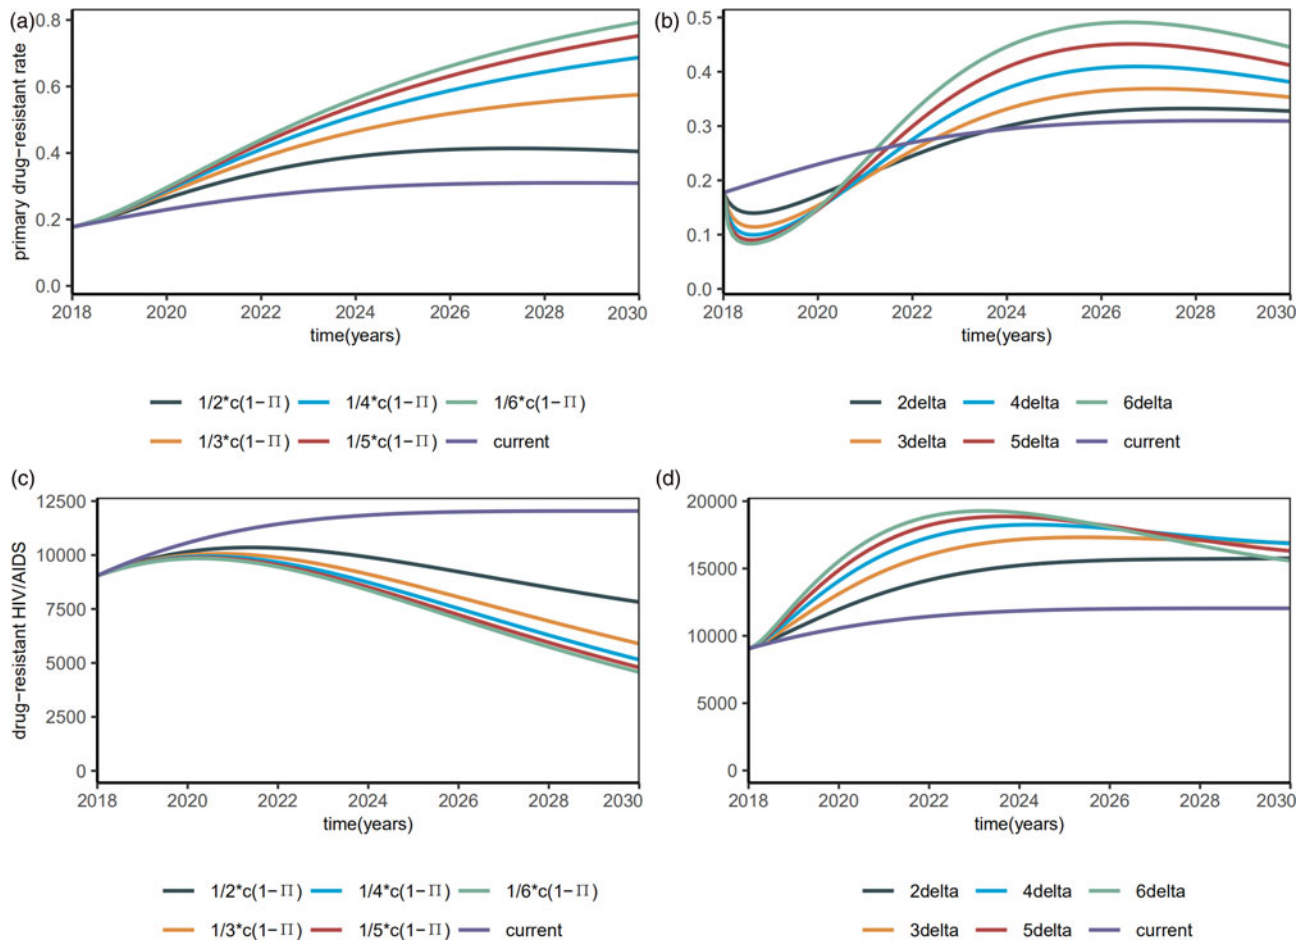 (a)
primary drug-resistant rate
0.8
0.6
0.4
0.2
0.0
2018 2020 2022 2024 2026 2028 2030
time(years)
1/2*c(1-Π) 1/4*c(1-Π) 1/6*c(1-Π)
1/3*c(1-Π) 1/5*c(1-Π) current
(b)
0.5
0.4
0.3
0.2
0.1
0.0
2018 2020 2022 2024 2026 2028 2030
time(years)
2delta 4delta 6delta
3delta 5delta current
(c)
drug-resistant HIV/AIDS
12500
10000
7500
5000
2500
0
2018 2020 2022 2024 2026 2028 2030
time(years)
1/2*c(1-Π) 1/4*c(1-Π) 1/6*c(1-Π)
1/3*c(1-Π) 1/5*c(1-Π) current
(d)
20000
15000
10000
5000
0
2018 2020 2022 2024 2026 2028 2030
time(years)
2delta 4delta 6delta
3delta 5delta current